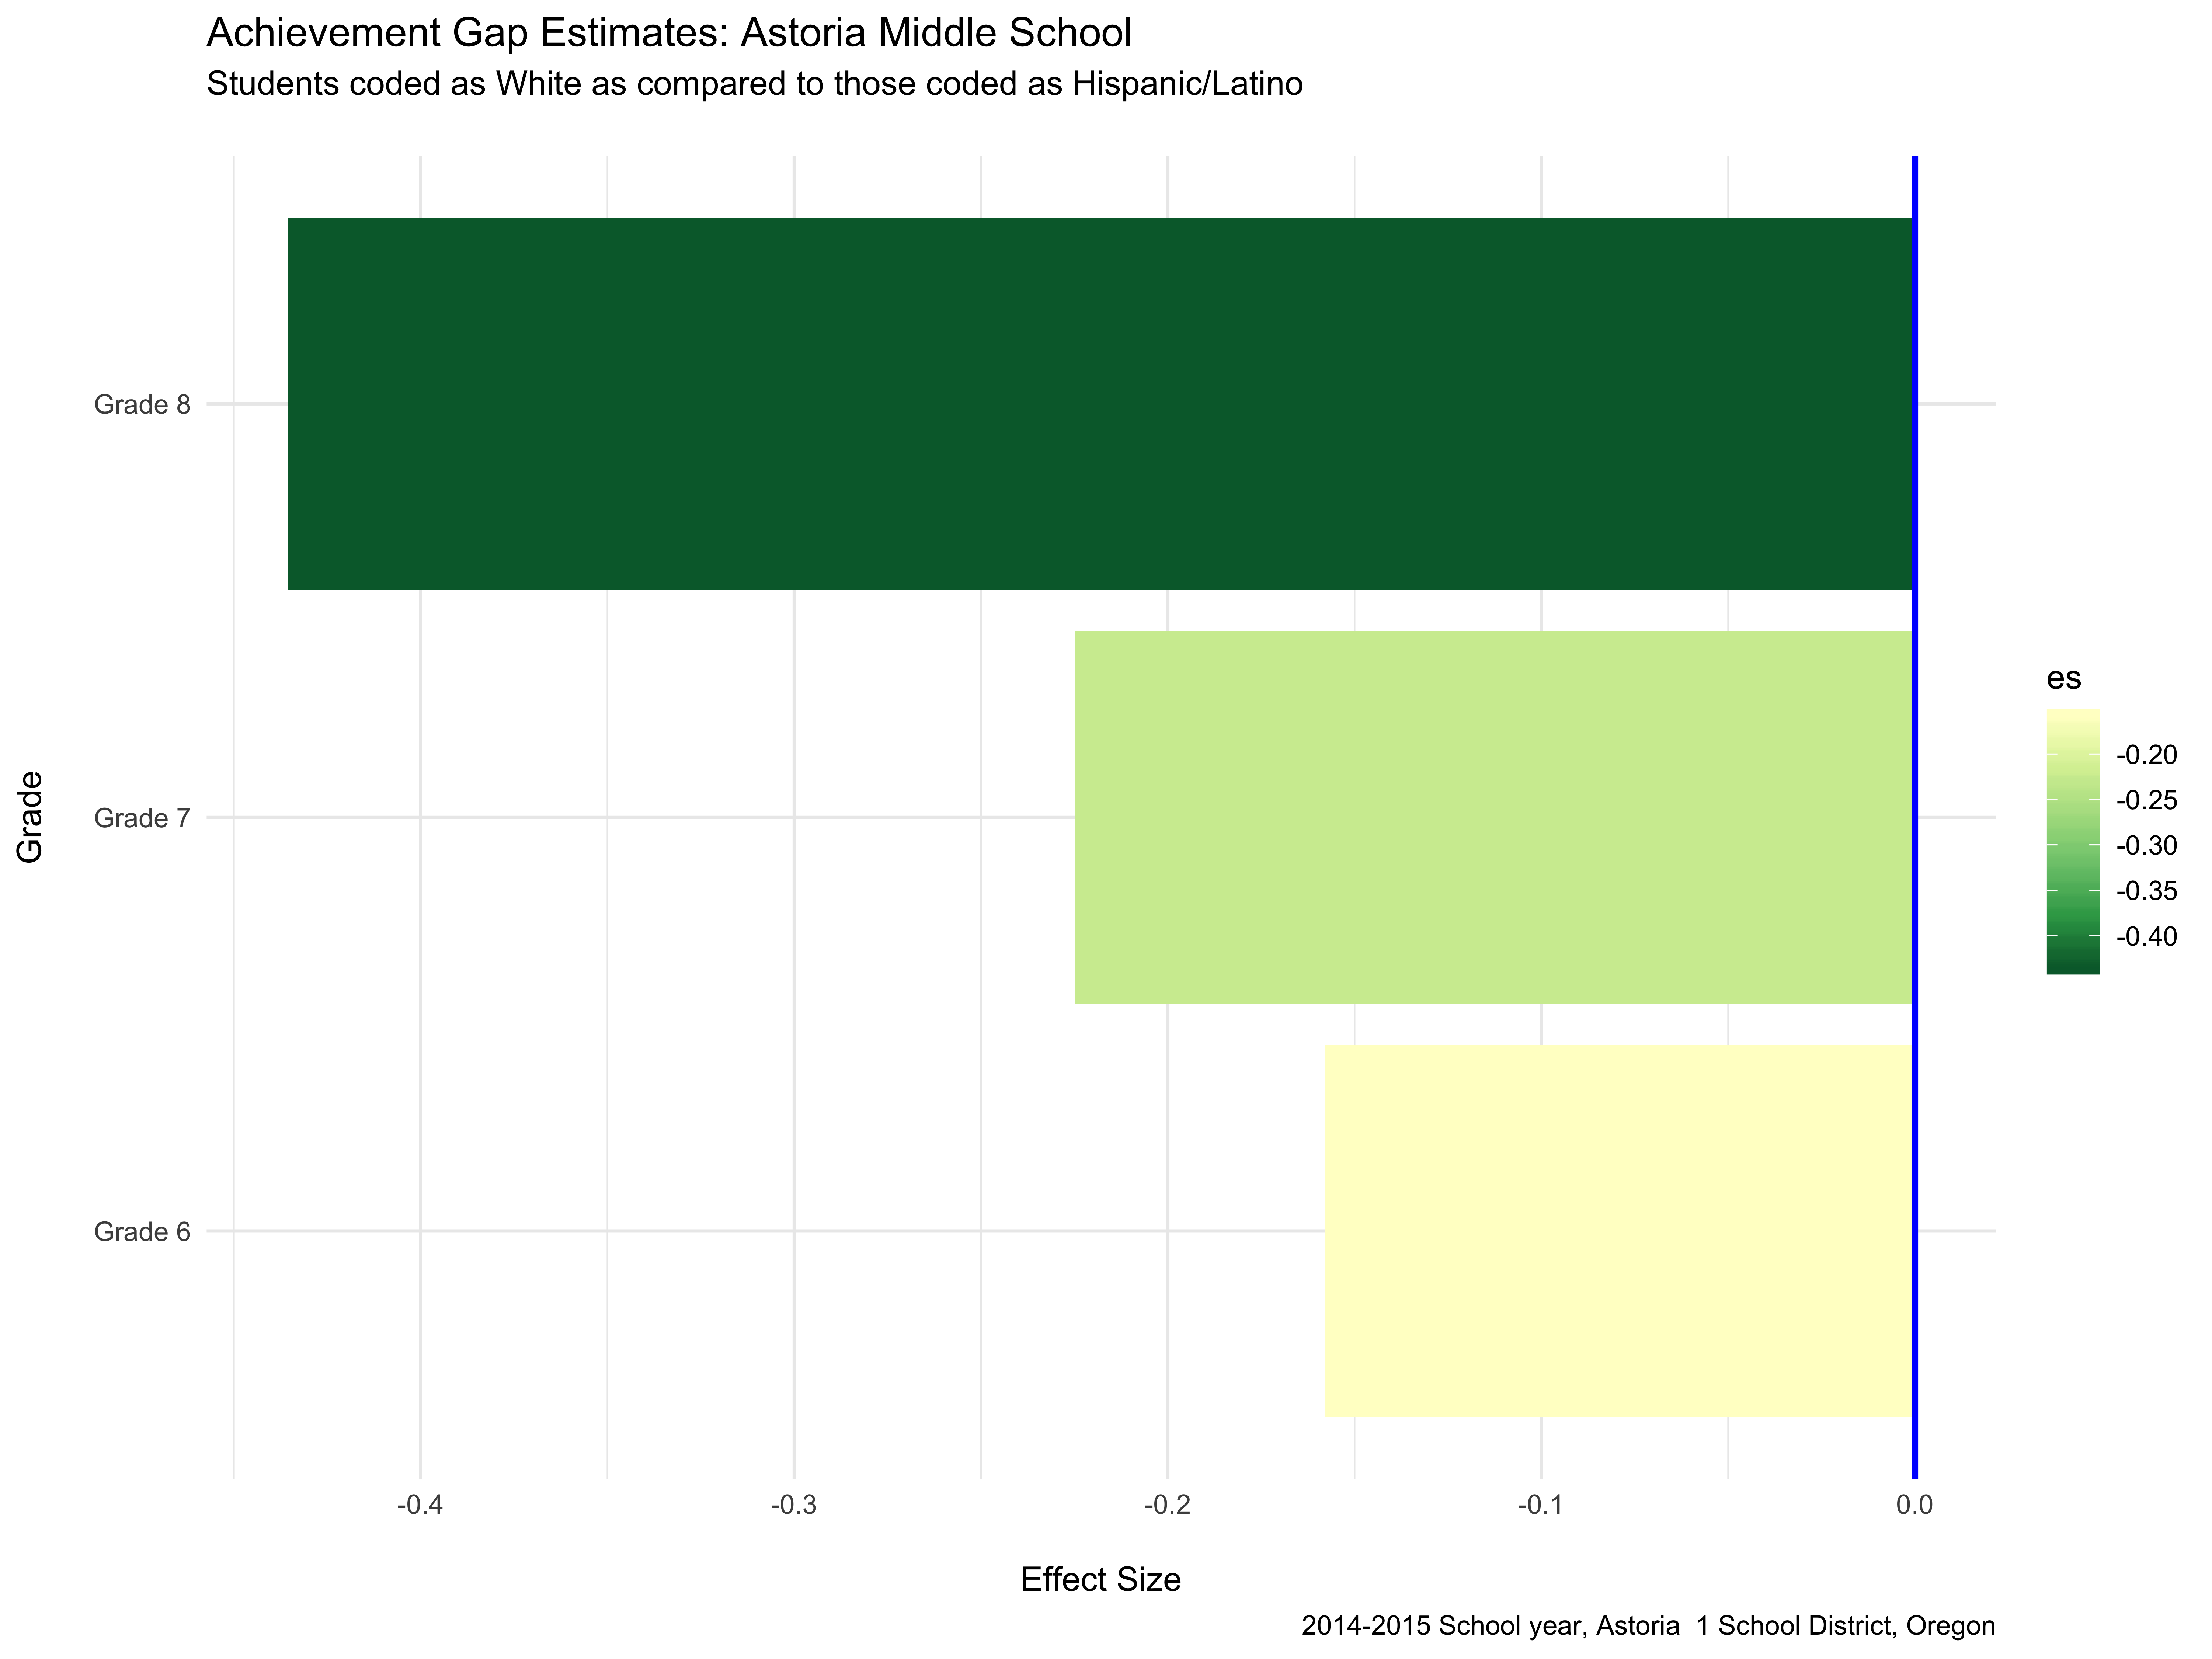 Achievement Gap Estimates: Astoria Middle School
Students coded as White as compared to those coded as Hispanic/Latino
Grade
Grade 8
Grade 7
Grade 6
es
-0.20
-0.25
-0.30
-0.35
-0.40
-0.4 -0.3 -0.2 -0.1 0.0
Effect Size
2014-2015 School year, Astoria  1 School District, Oregon